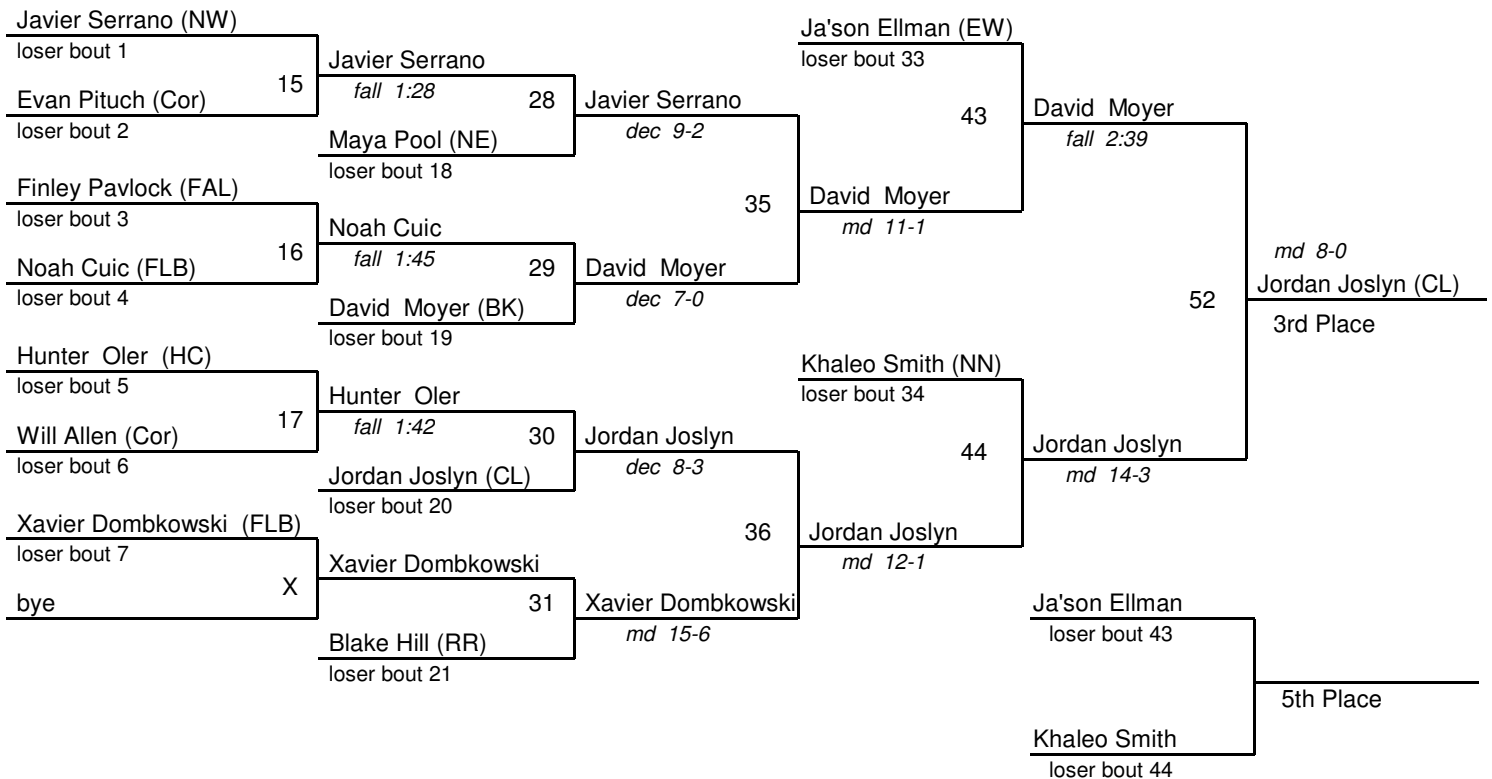 Javier Serrano (NW)
loser bout 1
15
Evan Pituch (Cor)
loser bout 2
Finley Pavlock (FAL)
loser bout 3
16
Noah Cuic (FLB)
loser bout 4
Hunter Oler (HC)
loser bout 5
17
Will Allen (Cor)
loser bout 6
Xavier Dombkowski (FLB)
loser bout 7
X
bye
Javier Serrano
fall 1:28
28
Maya Pool (NE)
loser bout 18
Noah Cuic
fall 1:45
29
David Moyer (BK)
loser bout 19
Hunter Oler
fall 1:42
30
Jordan Joslyn (CL)
loser bout 20
Xavier Dombkowski
31
Blake Hill (RR)
loser bout 21
Javier Serrano
dec 9-2
35
David Moyer
dec 7-0
Jordan Joslyn
dec 8-3
36
Xavier Dombkowski
md 15-6
Ja'son Ellman (EW)
loser bout 33
43
David Moyer
md 11-1
Khaleo Smith (NN)
loser bout 34
44
Jordan Joslyn
md 12-1
David Moyer
fall 2:39
52
Jordan Joslyn
md 14-3
md 8-0
Jordan Joslyn (CL)
3rd Place
Ja'son Ellman
loser bout 43
5th Place
Khaleo Smith
loser bout 44